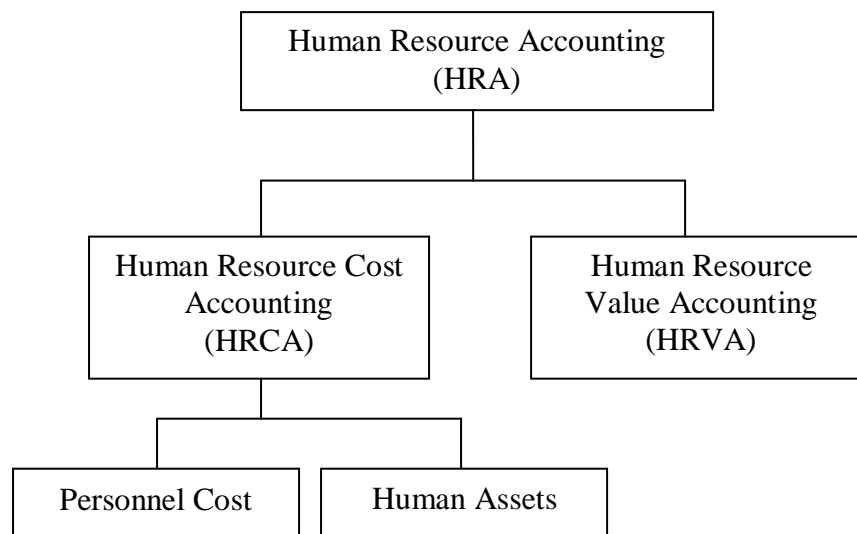 Human Resource Accounting
(HRA)
Human Resource Cost
Accounting
(HRCA)
Human Resource
Value Accounting
(HRVA)
Personnel Cost
Human Assets